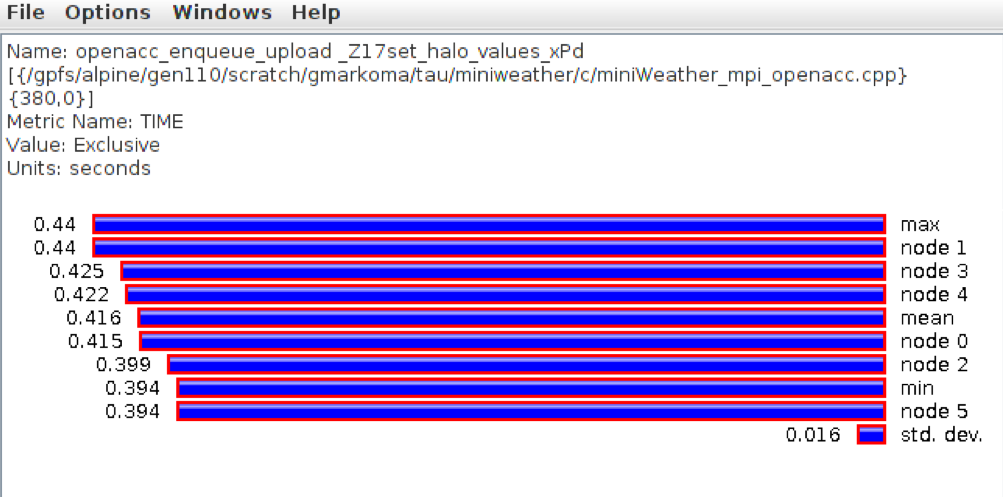 File Options Windows Help
Name: openacc_enqueue_upload _Z17set_halo_values_xPd
[{/gpfs/alpine/gen110/scratch/gmarkoma/tau/miniweather/c/miniWeather_mpi_openacc.cpp}
{380,0}]
Metric Name: TIME
Value: Exclusive
Units: seconds
0.44 max
0.44 node 1
0.425 node 3
0.422 node 4
0.416 mean
0.415 node 0
0.399 node 2
0.394 min
0.394 node 5
0.016 std. dev.